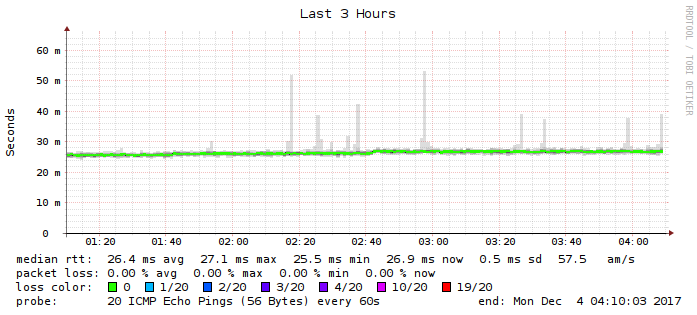 Last 3 Hours
RRDTOOL / TOBI OETIKER
Seconds
60 m
50 m
40 m
30 m
20 m
10 m
0
01:20 01:40 02:00 02:20 02:40 03:00 03:20 03:40 04:00
median rtt: 26.4 ms avg 27.1 ms max 25.5 ms min 26.9 ms now 0.5 ms sd 57.5 am/s
packet loss: 0.00 % avg 0.00 % max 0.00 % min 0.00 % now
loss color: 0 1/20 2/20 3/20 4/20 10/20 19/20
probe: 20 ICMP Echo Pings (56 Bytes) every 60s end: Mon Dec 4 04:10:03 2017